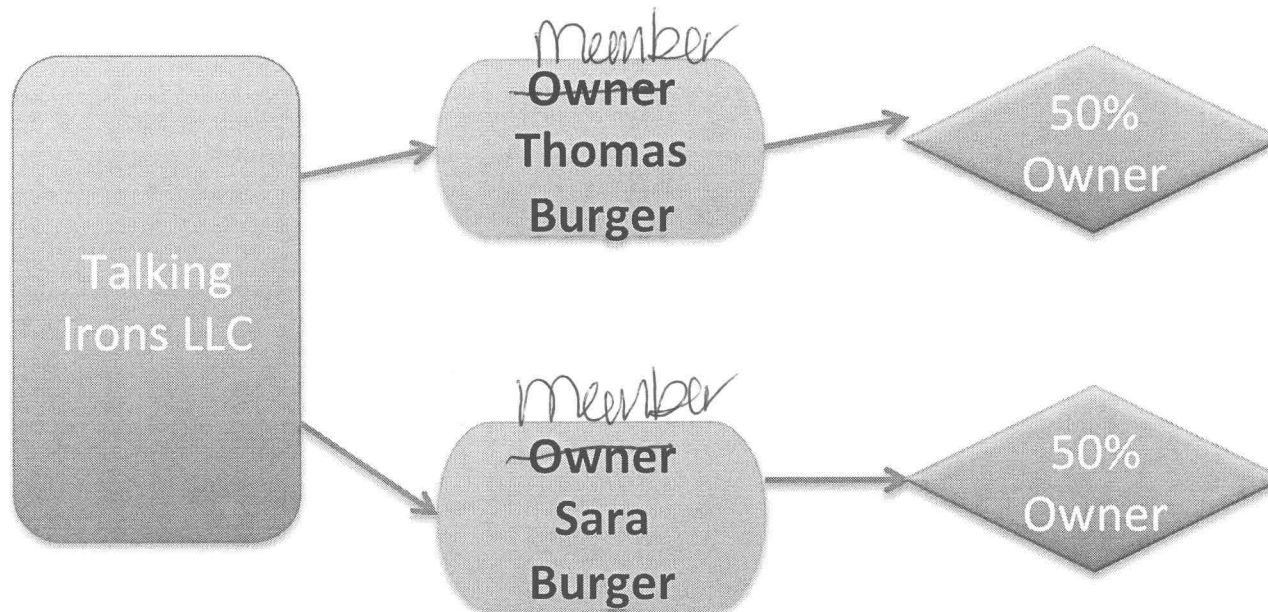 Talking
Irons LLC
member
Owner
Thomas
Burger
50%
Owner
member
Owner
Sara
Burger
50%
Owner